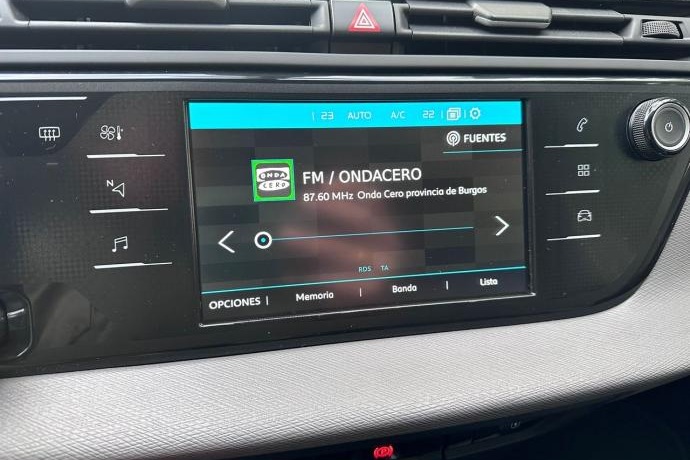 23 AUTO A/C 22
FUENTES
ONDA
CERO
FM / ONDACERO
87.60 MHz Onda Cero provincia de Burgos
N
RDS TA
OPCIONES Memoria Banda Lista